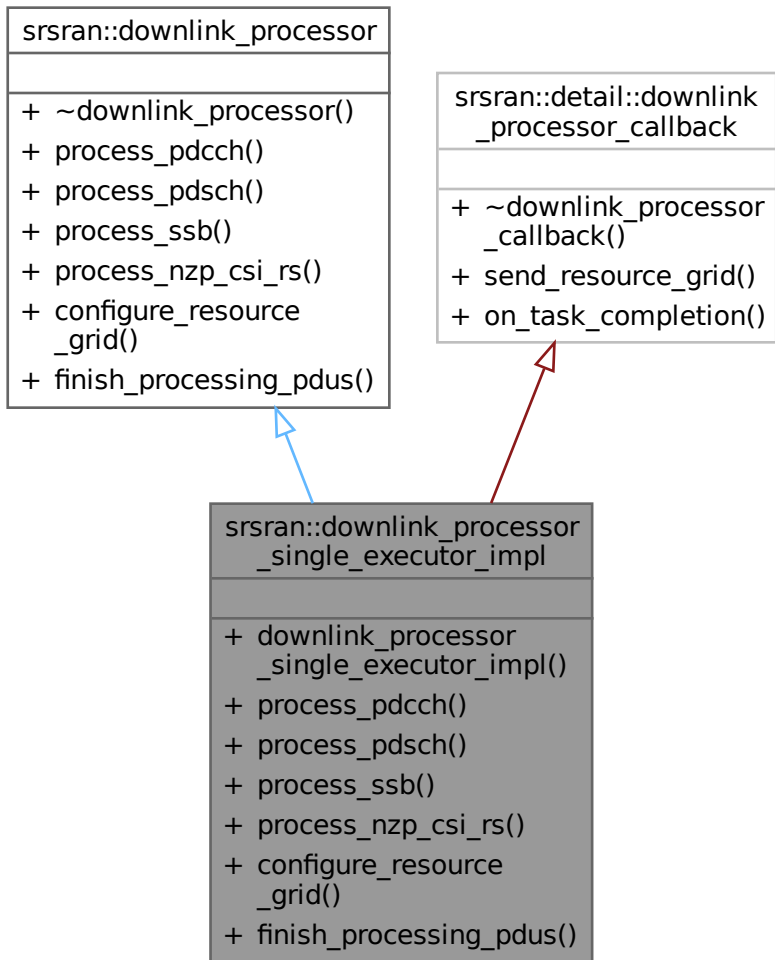 srsran::downlink_processor
+ ~downlink_processor()
+ process_pdcch()
+ process_pdsch()
+ process_ssb()
+ process_nzp_csi_rs()
+ configure_resource
_grid()
+ finish_processing_pdus()
srsran::detail::downlink
_processor_callback
+ ~downlink_processor
_callback()
+ send_resource_grid()
+ on_task_completion()
srsran::downlink_processor
_single_executor_impl
+ downlink_processor
_single_executor_impl()
+ process_pdcch()
+ process_pdsch()
+ process_ssb()
+ process_nzp_csi_rs()
+ configure_resource
_grid()
+ finish_processing_pdus()